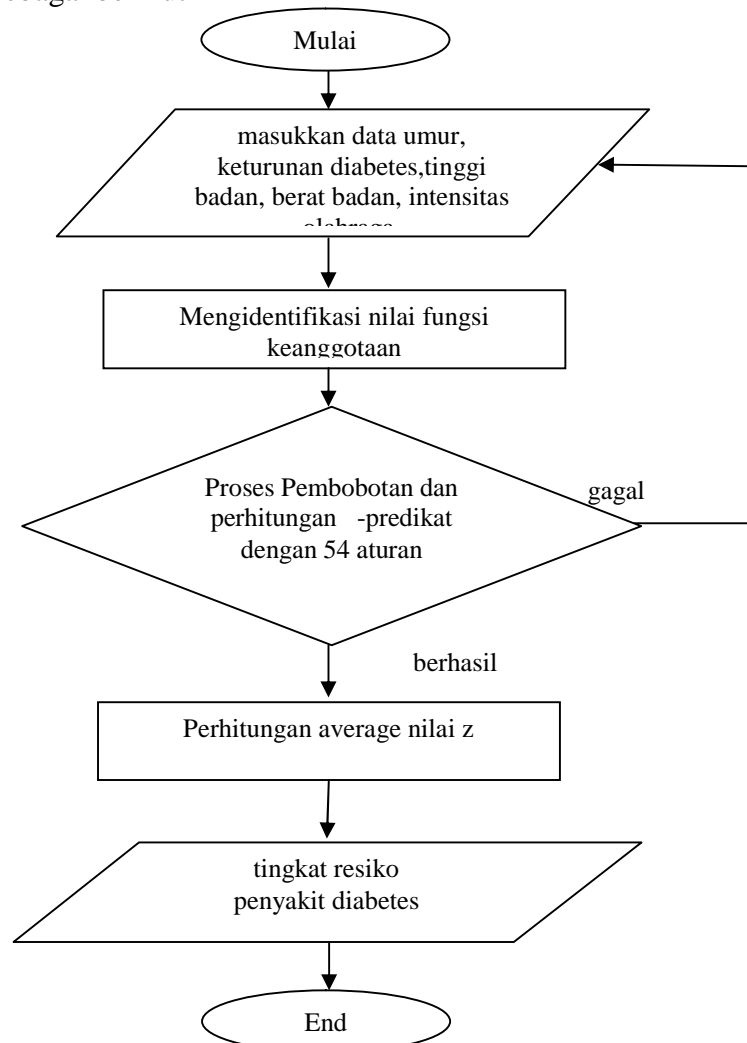 Mulai
masukkan data umur,
keturunan diabetes,tinggi
badan, berat badan, intensitas
olahraga
Mengidentifikasi nilai fungsi
keanggotaan
Proses Pembobotan dan
perhitungan -predikat
dengan 54 aturan
gagal
berhasil
Perhitungan average nilai z
tingkat resiko
penyakit diabetes
End